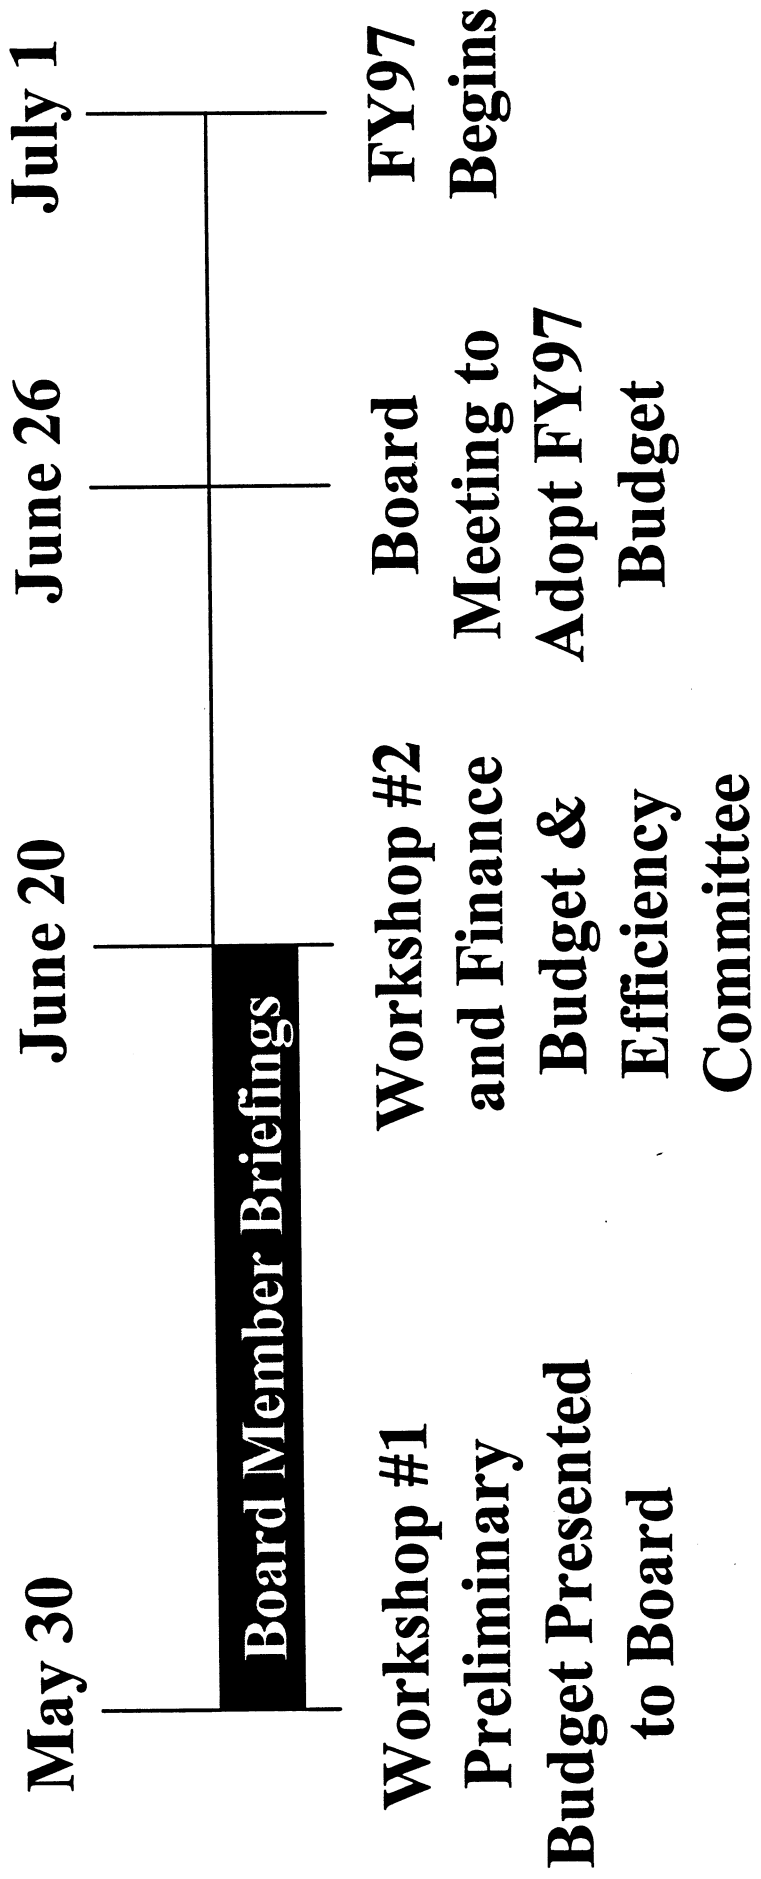 May 30
June 20
June 26
July 1
Board Member Briefings
Workshop #1
Preliminary
Budget Presented
to Board
Workshop #2
and Finance
Budget &
Efficiency
Committee
Board
Meeting to
Adopt FY97
Budget
FY97
Begins